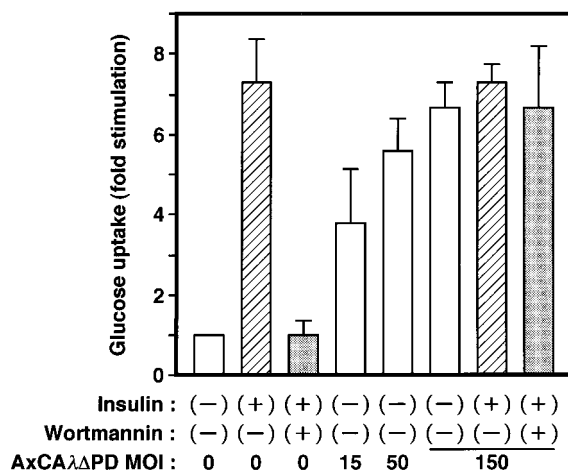 Glucose uptake (fold stimulation)
8
6
4
2
0
Insulin : (−) (+) (+) (−) (−) (−) (+) (+)
Wortmannin : (−) (−) (+) (−) (−) (−) (−) (+)
AxCAλΔPD MOI : 0 0 0 15 50 150